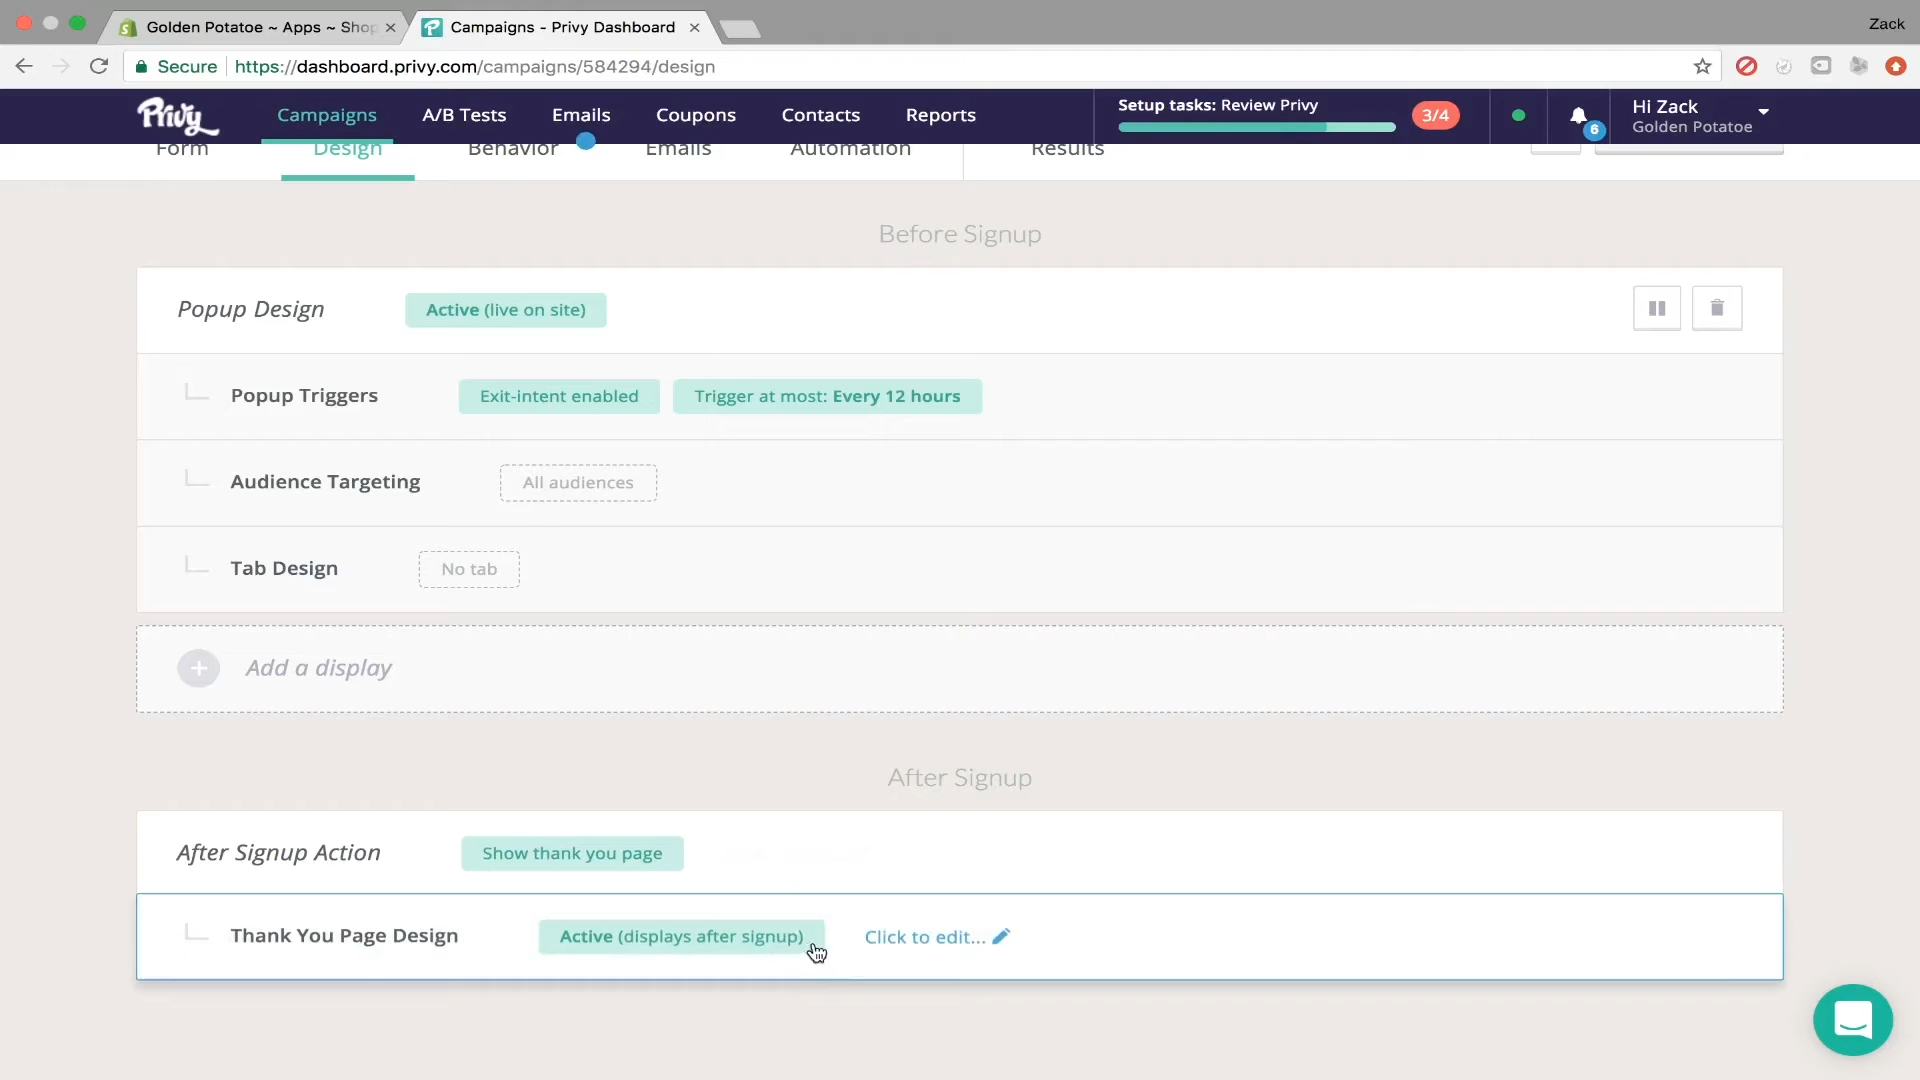 Golden Potatoe ~ Apps ~ Shop
Campaigns - Privy Dashboard
Zack
Secure
https://dashboard.privy.com/campaigns/584294/design
Privy
Campaigns
A/B Tests
Emails
Coupons
Contacts
Reports
Setup tasks: Review Privy
3/4
6
Hi Zack
Golden Potatoe
Form
Design
Behavior
Emails
Automation
Results
Before Signup
Popup Design
Active (live on site)
Popup Triggers
Exit-intent enabled
Trigger at most: Every 12 hours
Audience Targeting
All audiences
Tab Design
No tab
Add a display
After Signup
After Signup Action
Show thank you page
Thank You Page Design
Active (displays after signup)
Click to edit...